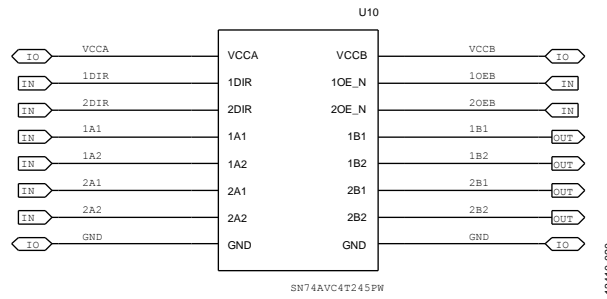 U10
IO VCCA VCCA VCCB VCCB IO
IN 1DIR 1DIR 1OE_N 1OEB IN
IN 2DIR 2DIR 2OE_N 2OEB IN
IN 1A1 1A1 1B1 1B1 OUT
IN 1A2 1A2 1B2 1B2 OUT
IN 2A1 2A1 2B1 2B1 OUT
IN 2A2 2A2 2B2 2B2 OUT
IO GND GND GND GND IO
SN74AVC4T245PW